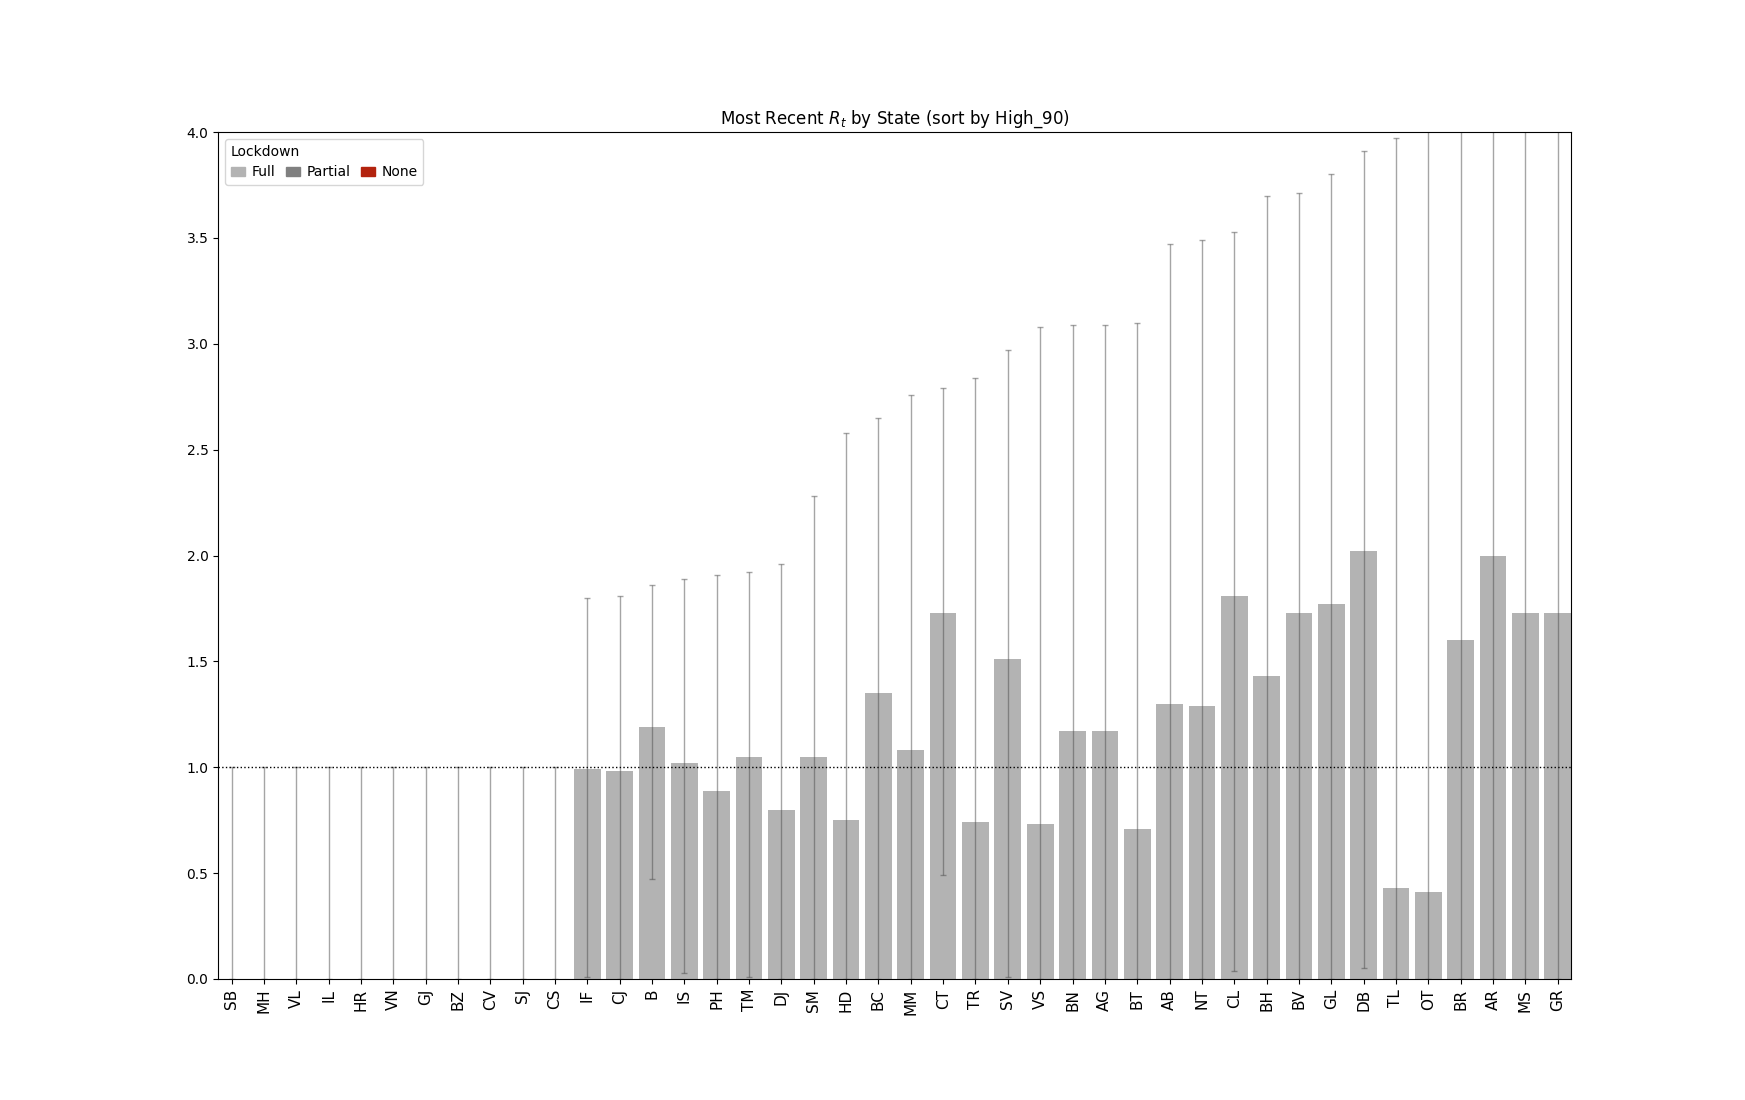 Most Recent R_t by State (sort by High_90)
Lockdown
Full Partial None
4.0
3.5
3.0
2.5
2.0
1.5
1.0
0.5
0.0
SB MH VL IL HR VN GJ BZ CV SJ CS IF CJ B IS PH TM DJ SM HD BC MM CT TR SV VS BN AG BT AB NT CL BH BV GL DB TL OT BR AR MS GR